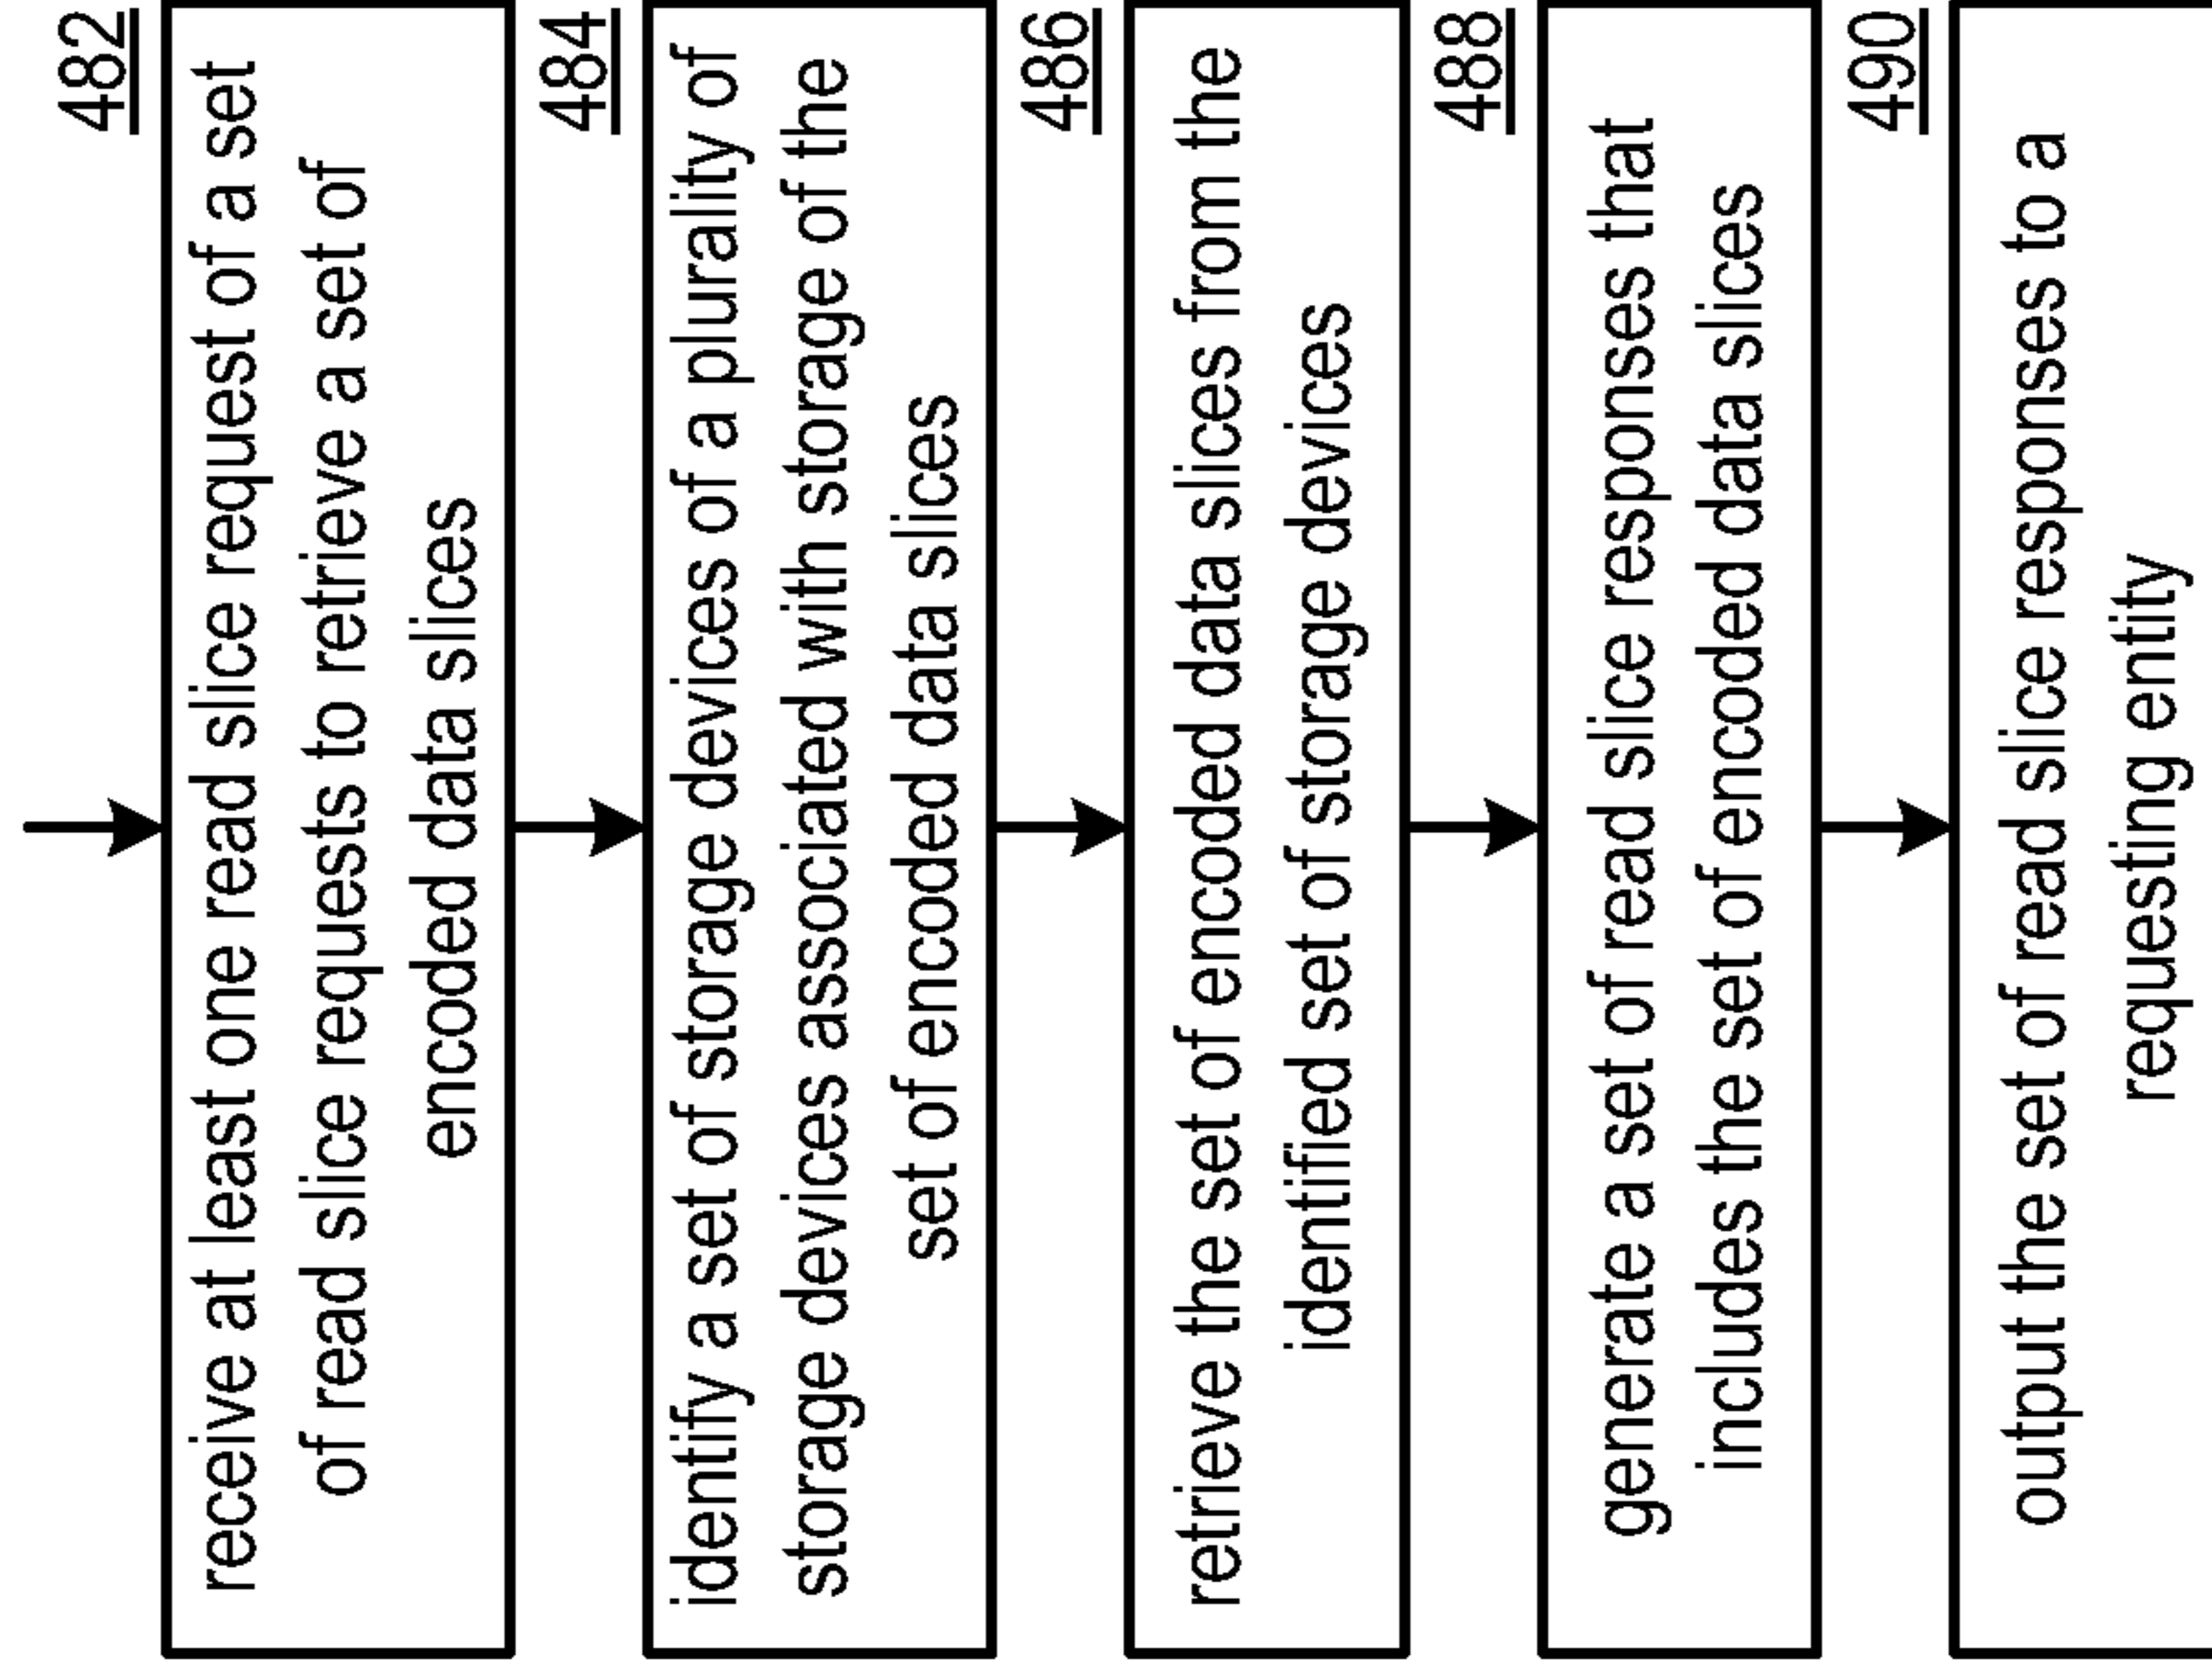 482
receive at least one read slice request of a set
of read slice requests to retrieve a set of
encoded data slices
484
identify a set of storage devices of a plurality of
storage devices associated with storage of the
set of encoded data slices
486
retrieve the set of encoded data slices from the
identified set of storage devices
488
generate a set of read slice responses that
includes the set of encoded data slices
490
output the set of read slice responses to a
requesting entity